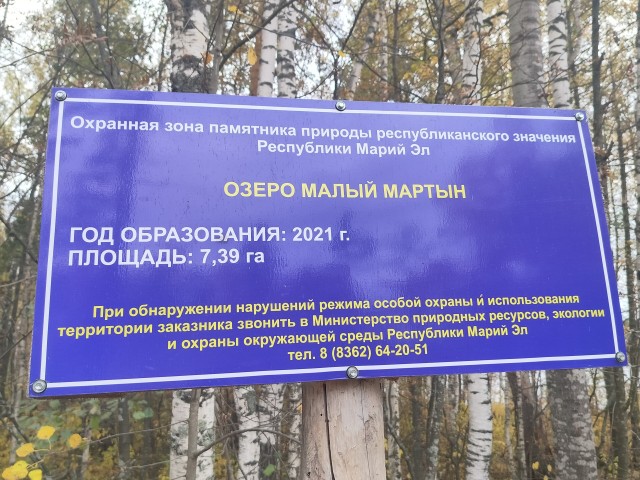 Охранная зона памятника природы республиканского значения
Республики Марий Эл
ОЗЕРО МАЛЫЙ МАРТЫН
ГОД ОБРАЗОВАНИЯ: 2021 г.
ПЛОЩАДЬ: 7,39 га
При обнаружении нарушений режима особой охраны и использования
территории заказника звонить в Министерство природных ресурсов, экологии
и охраны окружающей среды Республики Марий Эл
тел. 8 (8362) 64-20-51